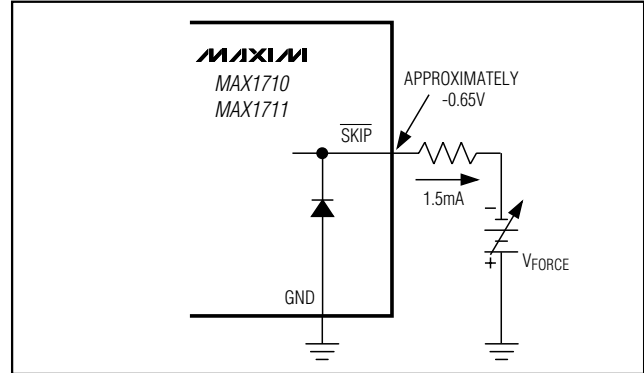 MAXIM
MAX1710
MAX1711
APPROXIMATELY
-0.65V
SKIP
1.5mA
-
+
VFORCE
GND